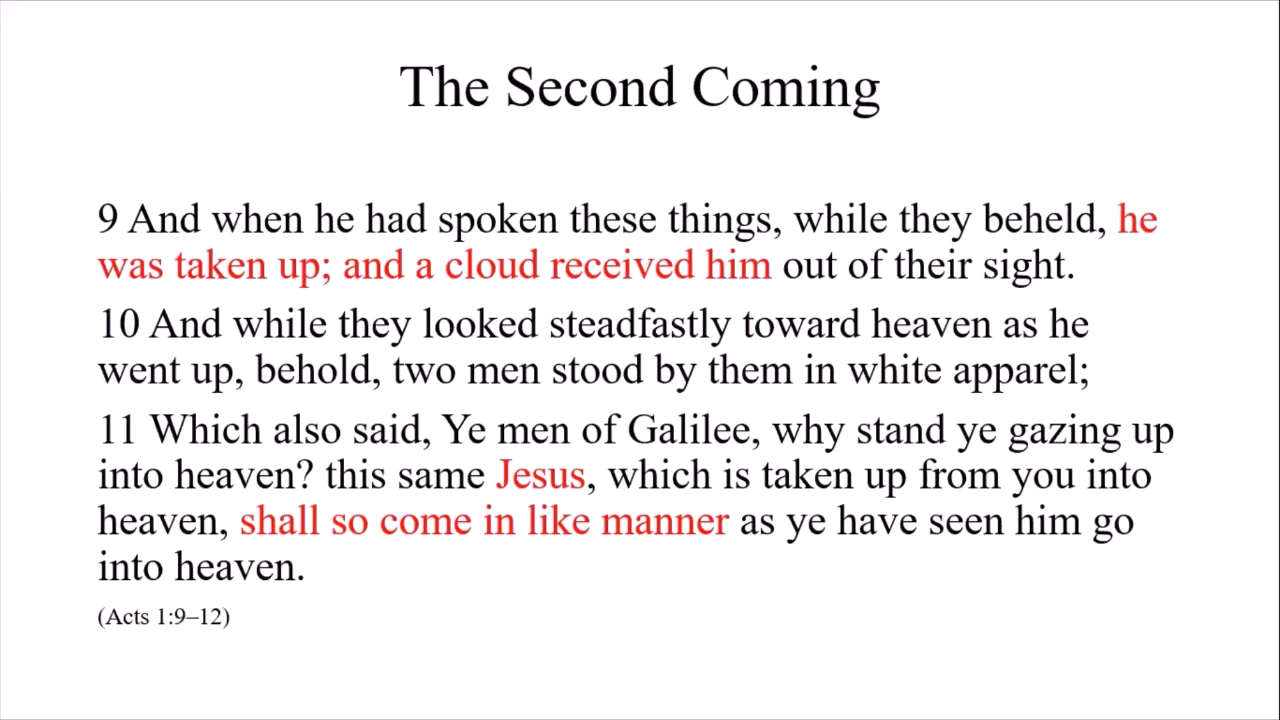 The Second Coming
9 And when he had spoken these things, while they beheld, he
was taken up; and a cloud received him out of their sight.
10 And while they looked steadfastly toward heaven as he
went up, behold, two men stood by them in white apparel;
11 Which also said, Ye men of Galilee, why stand ye gazing up
into heaven? this same Jesus, which is taken up from you into
heaven, shall so come in like manner as ye have seen him go
into heaven.
(Acts 1:9–12)